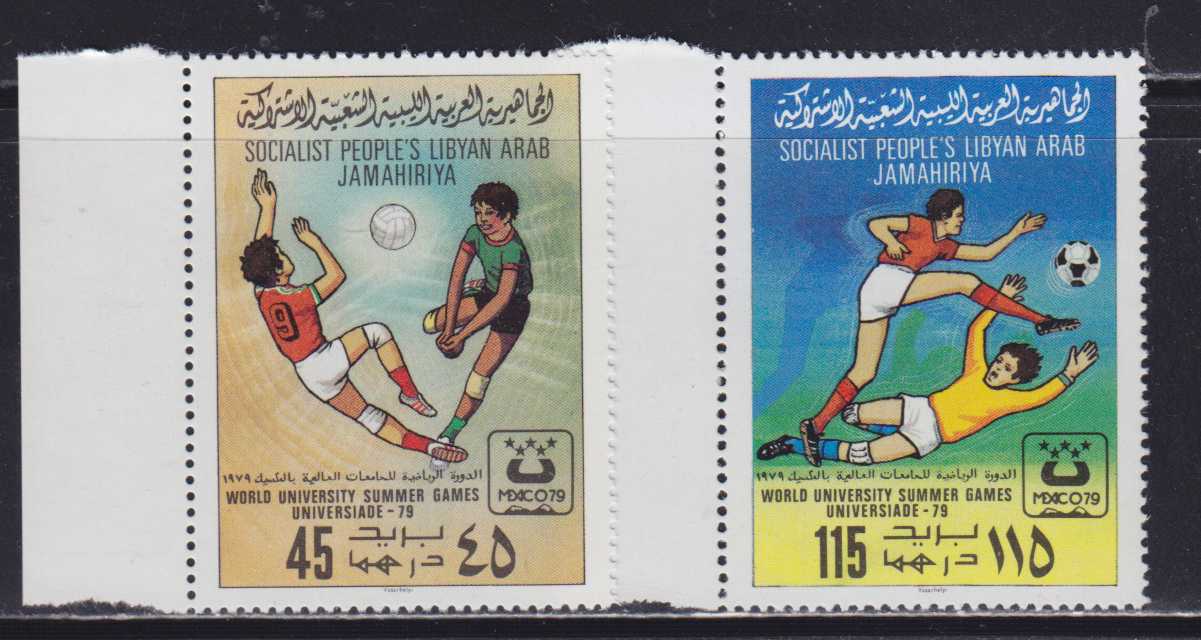 الجماهيرية العربية الليبية الشعبية الاشتراكية
SOCIALIST PEOPLE'S LIBYAN ARAB
JAMAHIRIYA
9
الدورة الرياضية للجامعات العالمية بالمكسيك ١٩٧٩
WORLD UNIVERSITY SUMMER GAMES
UNIVERSIADE - 79
MEXICO79
45 بريد ٤٥
درهما
الجماهيرية العربية الليبية الشعبية الاشتراكية
SOCIALIST PEOPLE'S LIBYAN ARAB
JAMAHIRIYA
الدورة الرياضية للجامعات العالمية بالمكسيك ١٩٧٩
WORLD UNIVERSITY SUMMER GAMES
UNIVERSIADE - 79
MEXICO79
115 بريد ١١٥
درهما